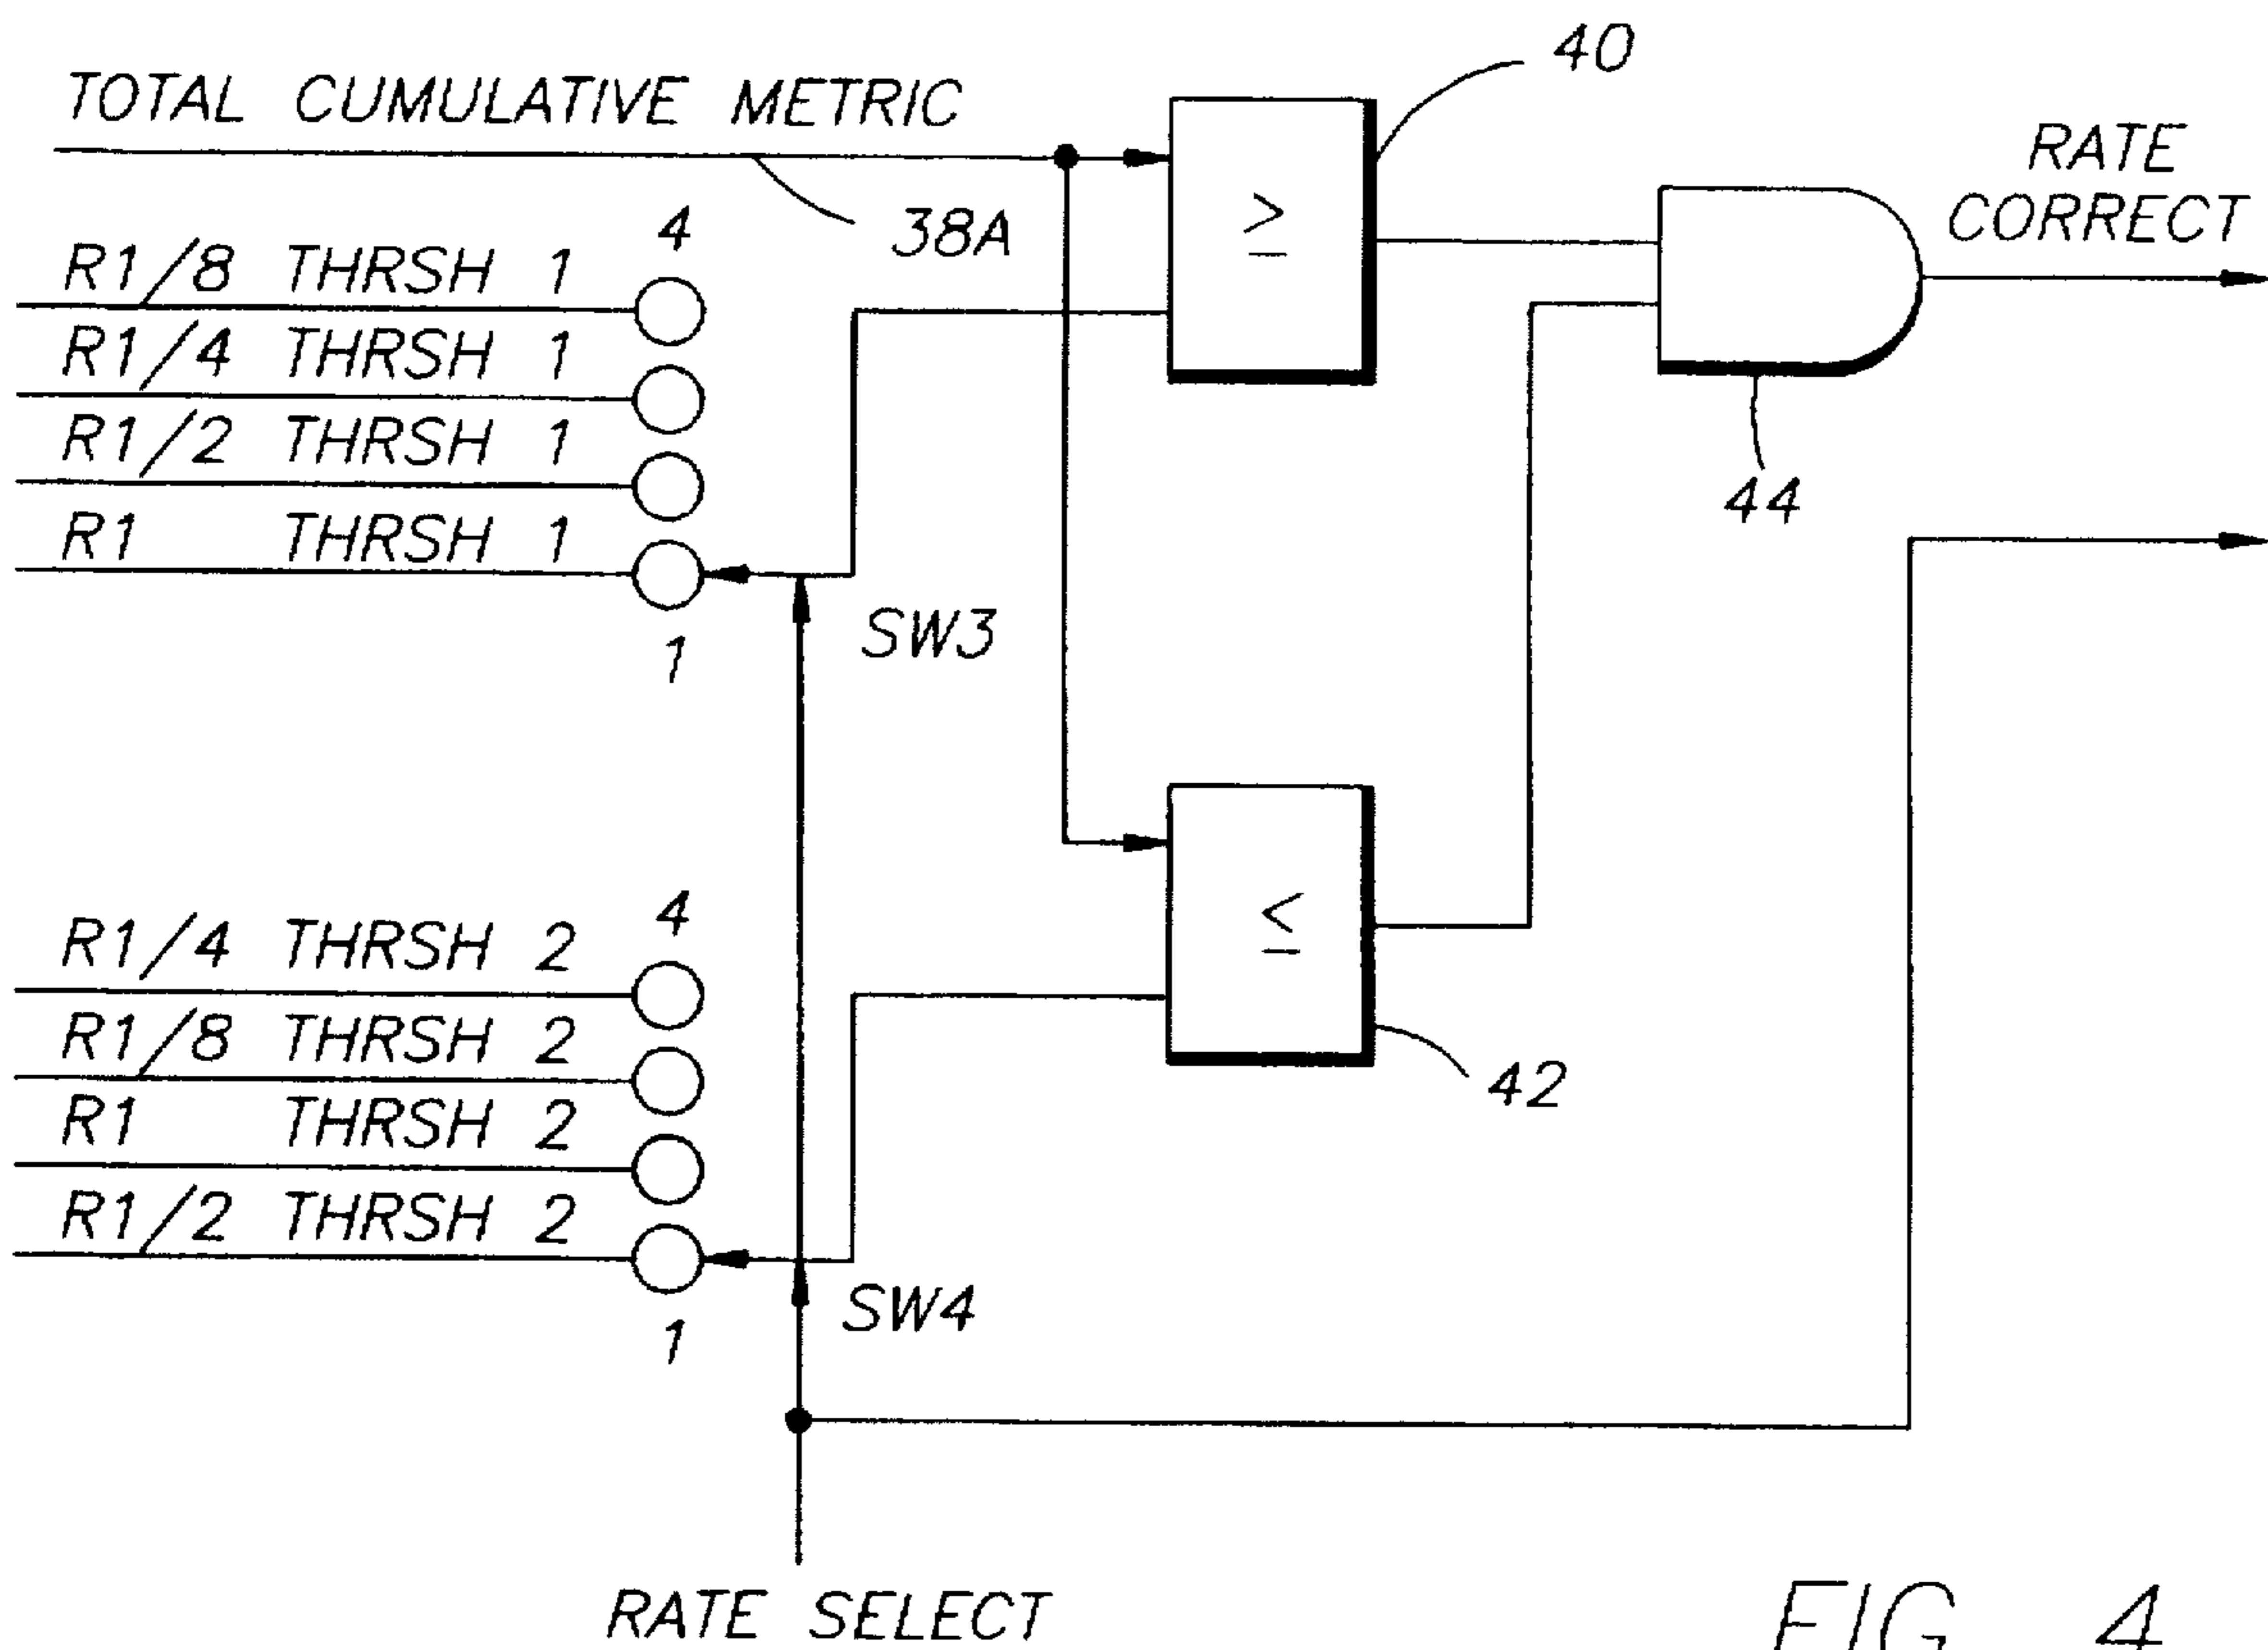 40
TOTAL CUMULATIVE METRIC
RATE
CORRECT
38A
≥
4
R1/8 THRSH 1
R1/4 THRSH 1
R1/2 THRSH 1
R1 THRSH 1
1
SW3
44
4
≤
R1/4 THRSH 2
R1/8 THRSH 2
R1 THRSH 2
R1/2 THRSH 2
1
SW4
42
RATE SELECT
FIG. 4